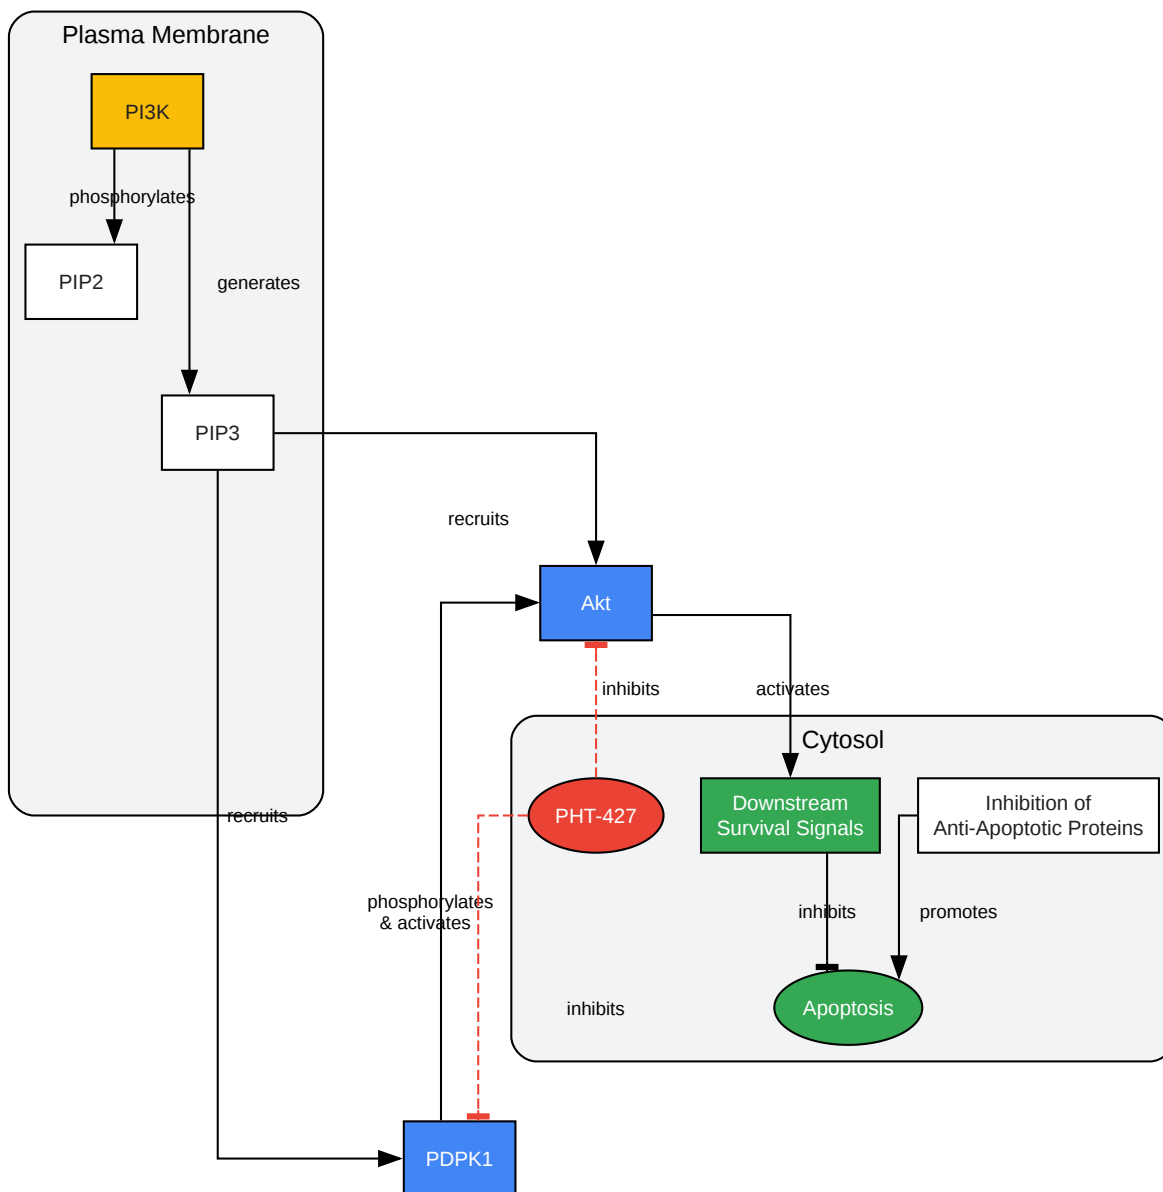 Plasma Membrane
PI3K
phosphorylates
PIP2
generates
PIP3
recruits
Akt
inhibits
activates
Cytosol
recruits
PHT-427
Downstream
Survival Signals
Inhibition of
Anti-Apoptotic Proteins
phosphorylates
& activates
inhibits
promotes
inhibits
Apoptosis
PDPK1